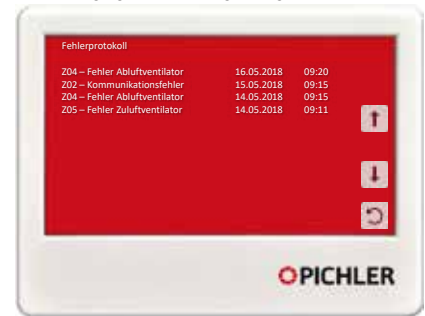 Fehlerprotokoll
Z04 – Fehler Abluftventilator 16.05.2018 09:20
Z02 – Kommunikationsfehler 15.05.2018 09:15
Z04 – Fehler Abluftventilator 14.05.2018 09:15
Z05 – Fehler Zuluftventilator 14.05.2018 09:11
PICHLER